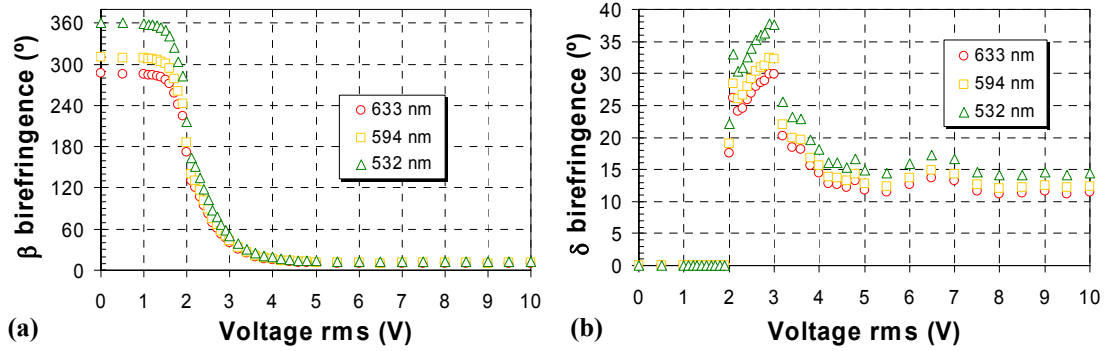 β birefringence (º)
360
300
240
180
120
60
0
633 nm
594 nm
532 nm
0 1 2 3 4 5 6 7 8 9 10
Voltage rms (V)
(a)
δ birefringence (º)
40
35
30
25
20
15
10
5
0
633 nm
594 nm
532 nm
0 1 2 3 4 5 6 7 8 9 10
Voltage rms (V)
(b)